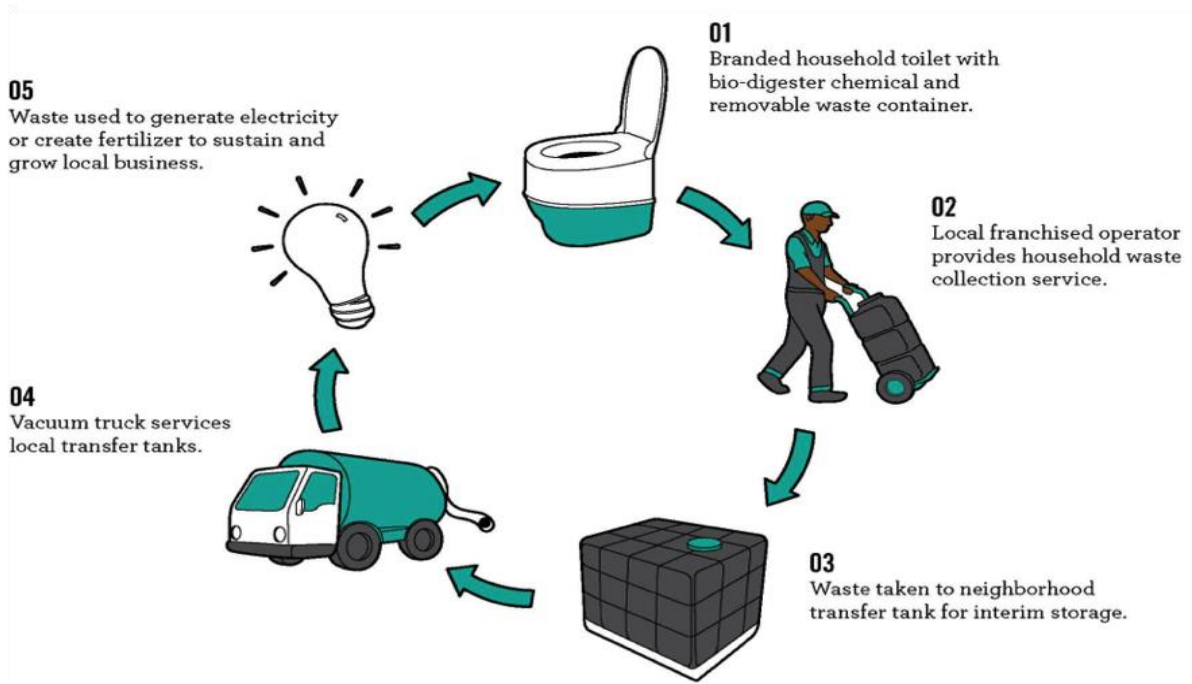 01
Branded household toilet with
bio-digester chemical and
removable waste container.
02
Local franchised operator
provides household waste
collection service.
03
Waste taken to neighborhood
transfer tank for interim storage.
04
Vacuum truck services
local transfer tanks.
05
Waste used to generate electricity
or create fertilizer to sustain and
grow local business.